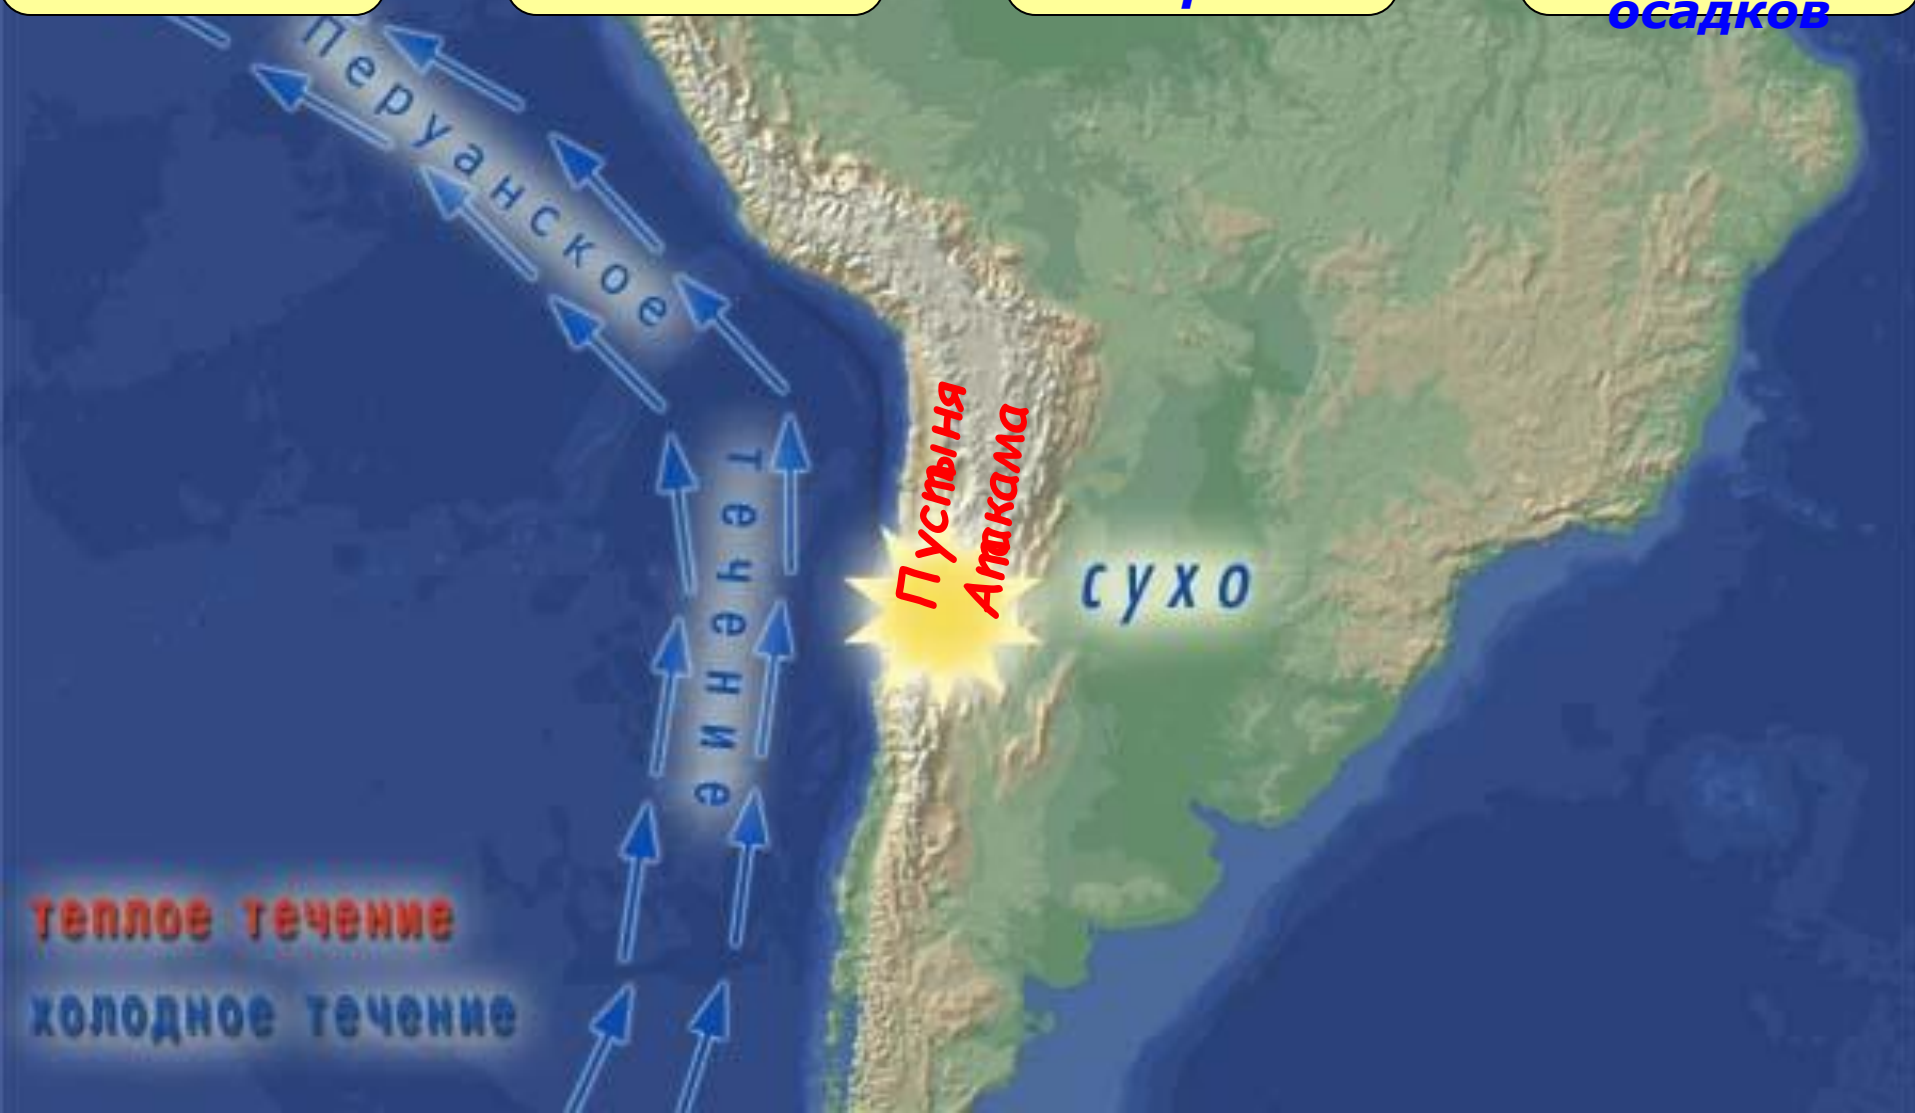 осадков
Перуанское
течение
Пустыня
Атакама
сухо
теплое течение
холодное течение